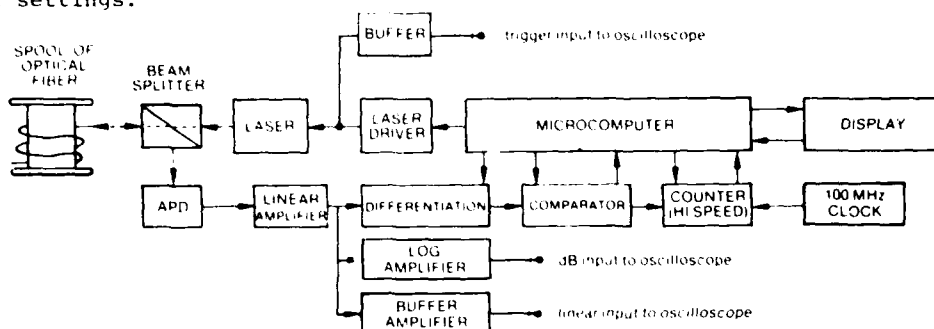 settings.
BUFFER
trigger input to oscilloscope
SPOOL OF
OPTICAL
FIBER
BEAM
SPLITTER
LASER
LASER
DRIVER
MICROCOMPUTER
DISPLAY
APD
LINEAR
AMPLIFIER
DIFFERENTIATION
COMPARATOR
COUNTER
(HI SPEED)
100 MHz
CLOCK
LOG
AMPLIFIER
dB input to oscilloscope
BUFFER
AMPLIFIER
linear input to oscilloscope